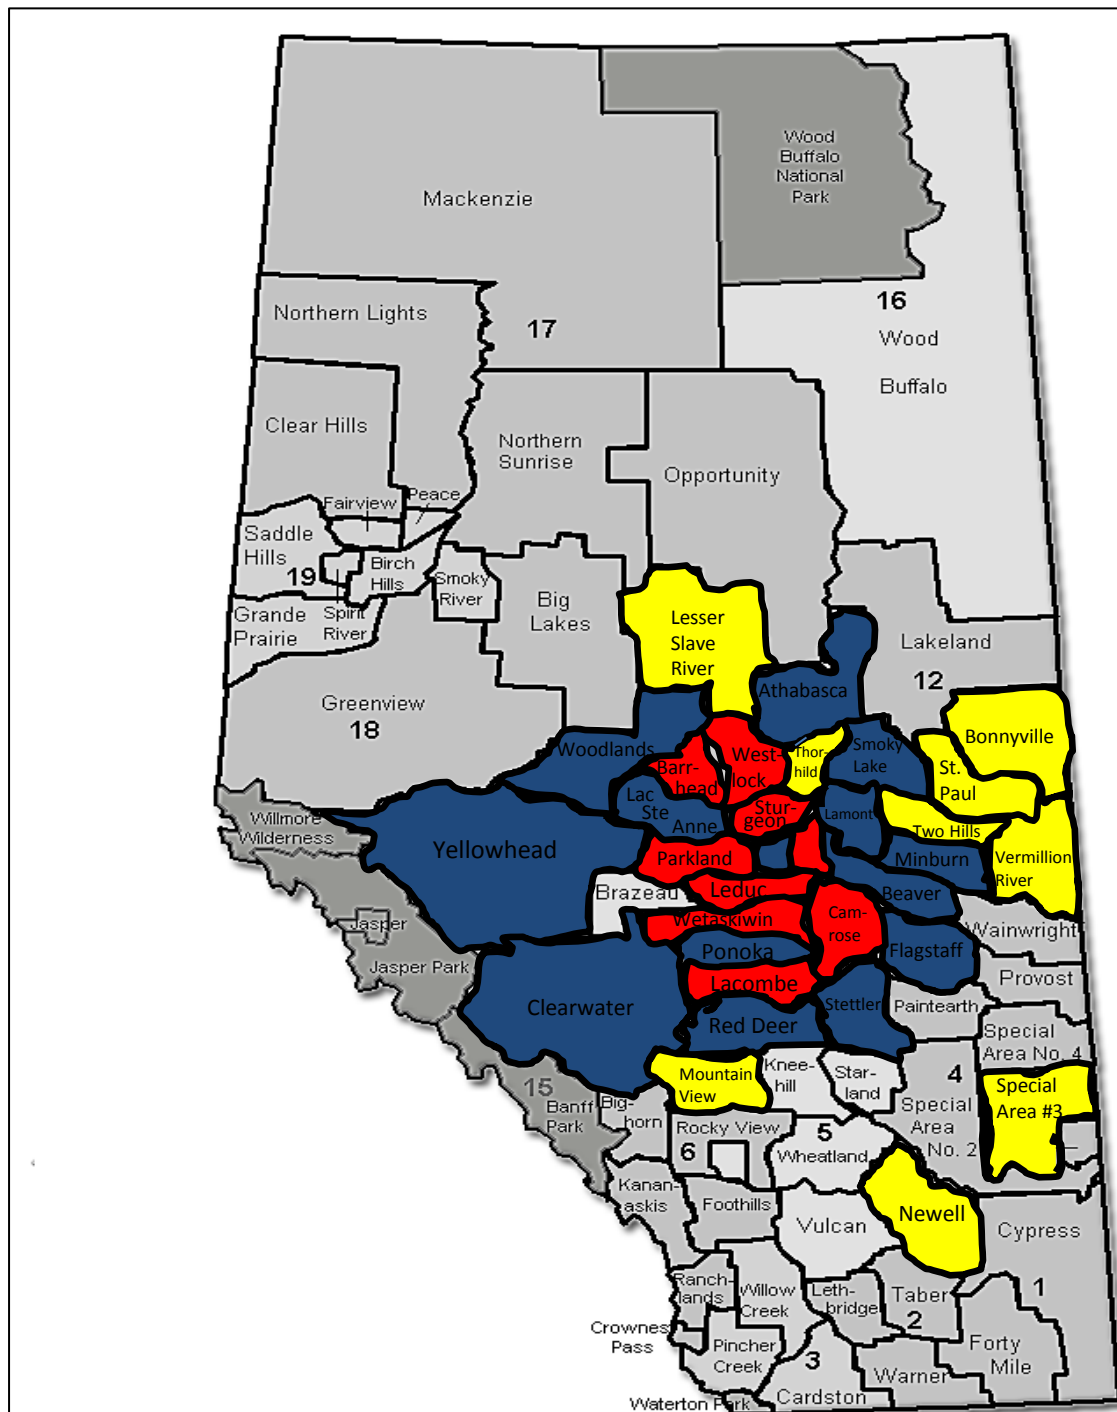 Wood
Buffalo
National
Park
Mackenzie
16
Northern Lights
17
Wood
Buffalo
Clear Hills
Northern
Sunrise
Opportunity
Peace
Fairview
Saddle
Hills
19
Birch
Hills
Smoky
River
Big
Lakes
Grande
Prairie
Spirit
River
Lesser
Slave
River
Lakeland
12
Athabasca
Greenview
18
Bonnyville
Woodlands
West-
lock
Thor-
hild
Smoky
Lake
St.
Paul
Barr-
head
Lac
Ste
Anne
Stur-
geon
Lamont
Two Hills
Willmore
Wilderness
Yellowhead
Parkland
Minburn
Vermillion
River
Brazeau
Leduc
Beaver
Jasper
Wetaskiwin
Cam-
rose
Wainwright
Flagstaff
Jasper Park
Ponoka
Provost
Lacombe
Clearwater
Stettler
Paintearth
Red Deer
Special
Area No. 4
Mountain
View
Knee-
hill
Star-
land
4
Special
Area #3
15
Banff
Park
Big-
horn
Special
Area
No. 2
Rocky View
6
5
Wheatland
Kanan-
askis
Foothills
Vulcan
Newell
Cypress
Ranch-
lands
Willow
Creek
Leth-
bridge
Taber
2
1
Crownest
Pass
Pincher
Creek
3
Forty
Mile
Warner
Cardston
Waterton Park